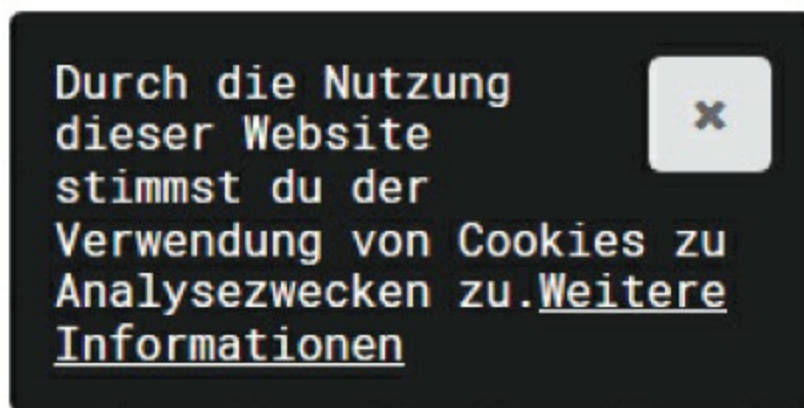 Durch die Nutzung
dieser Website
stimmst du der
Verwendung von Cookies zu
Analysezwecken zu.Weitere
Informationen